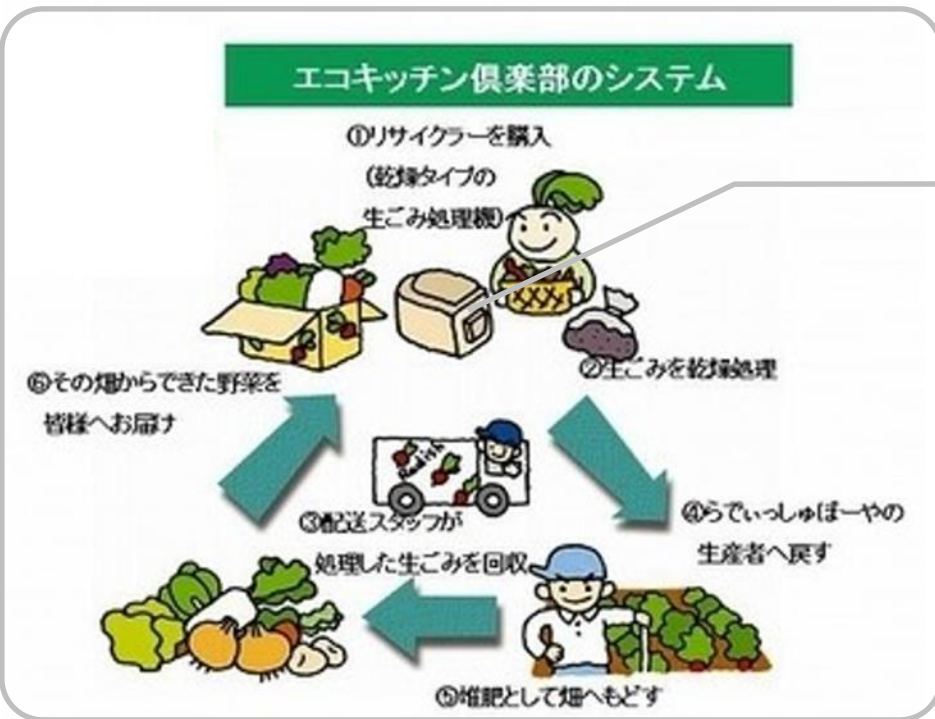 エコキッチン倶楽部のシステム
①リサイクラーを購入
(乾燥タイプの
生ごみ処理機)
②生ごみを乾燥処理
⑥その畑からできた野菜を
皆様へお届け
Radish
③配送スタッフが
処理した生ごみを回収
④らでぃっしゅぼーやの
生産者へ戻す
⑤堆肥として畑へもどす